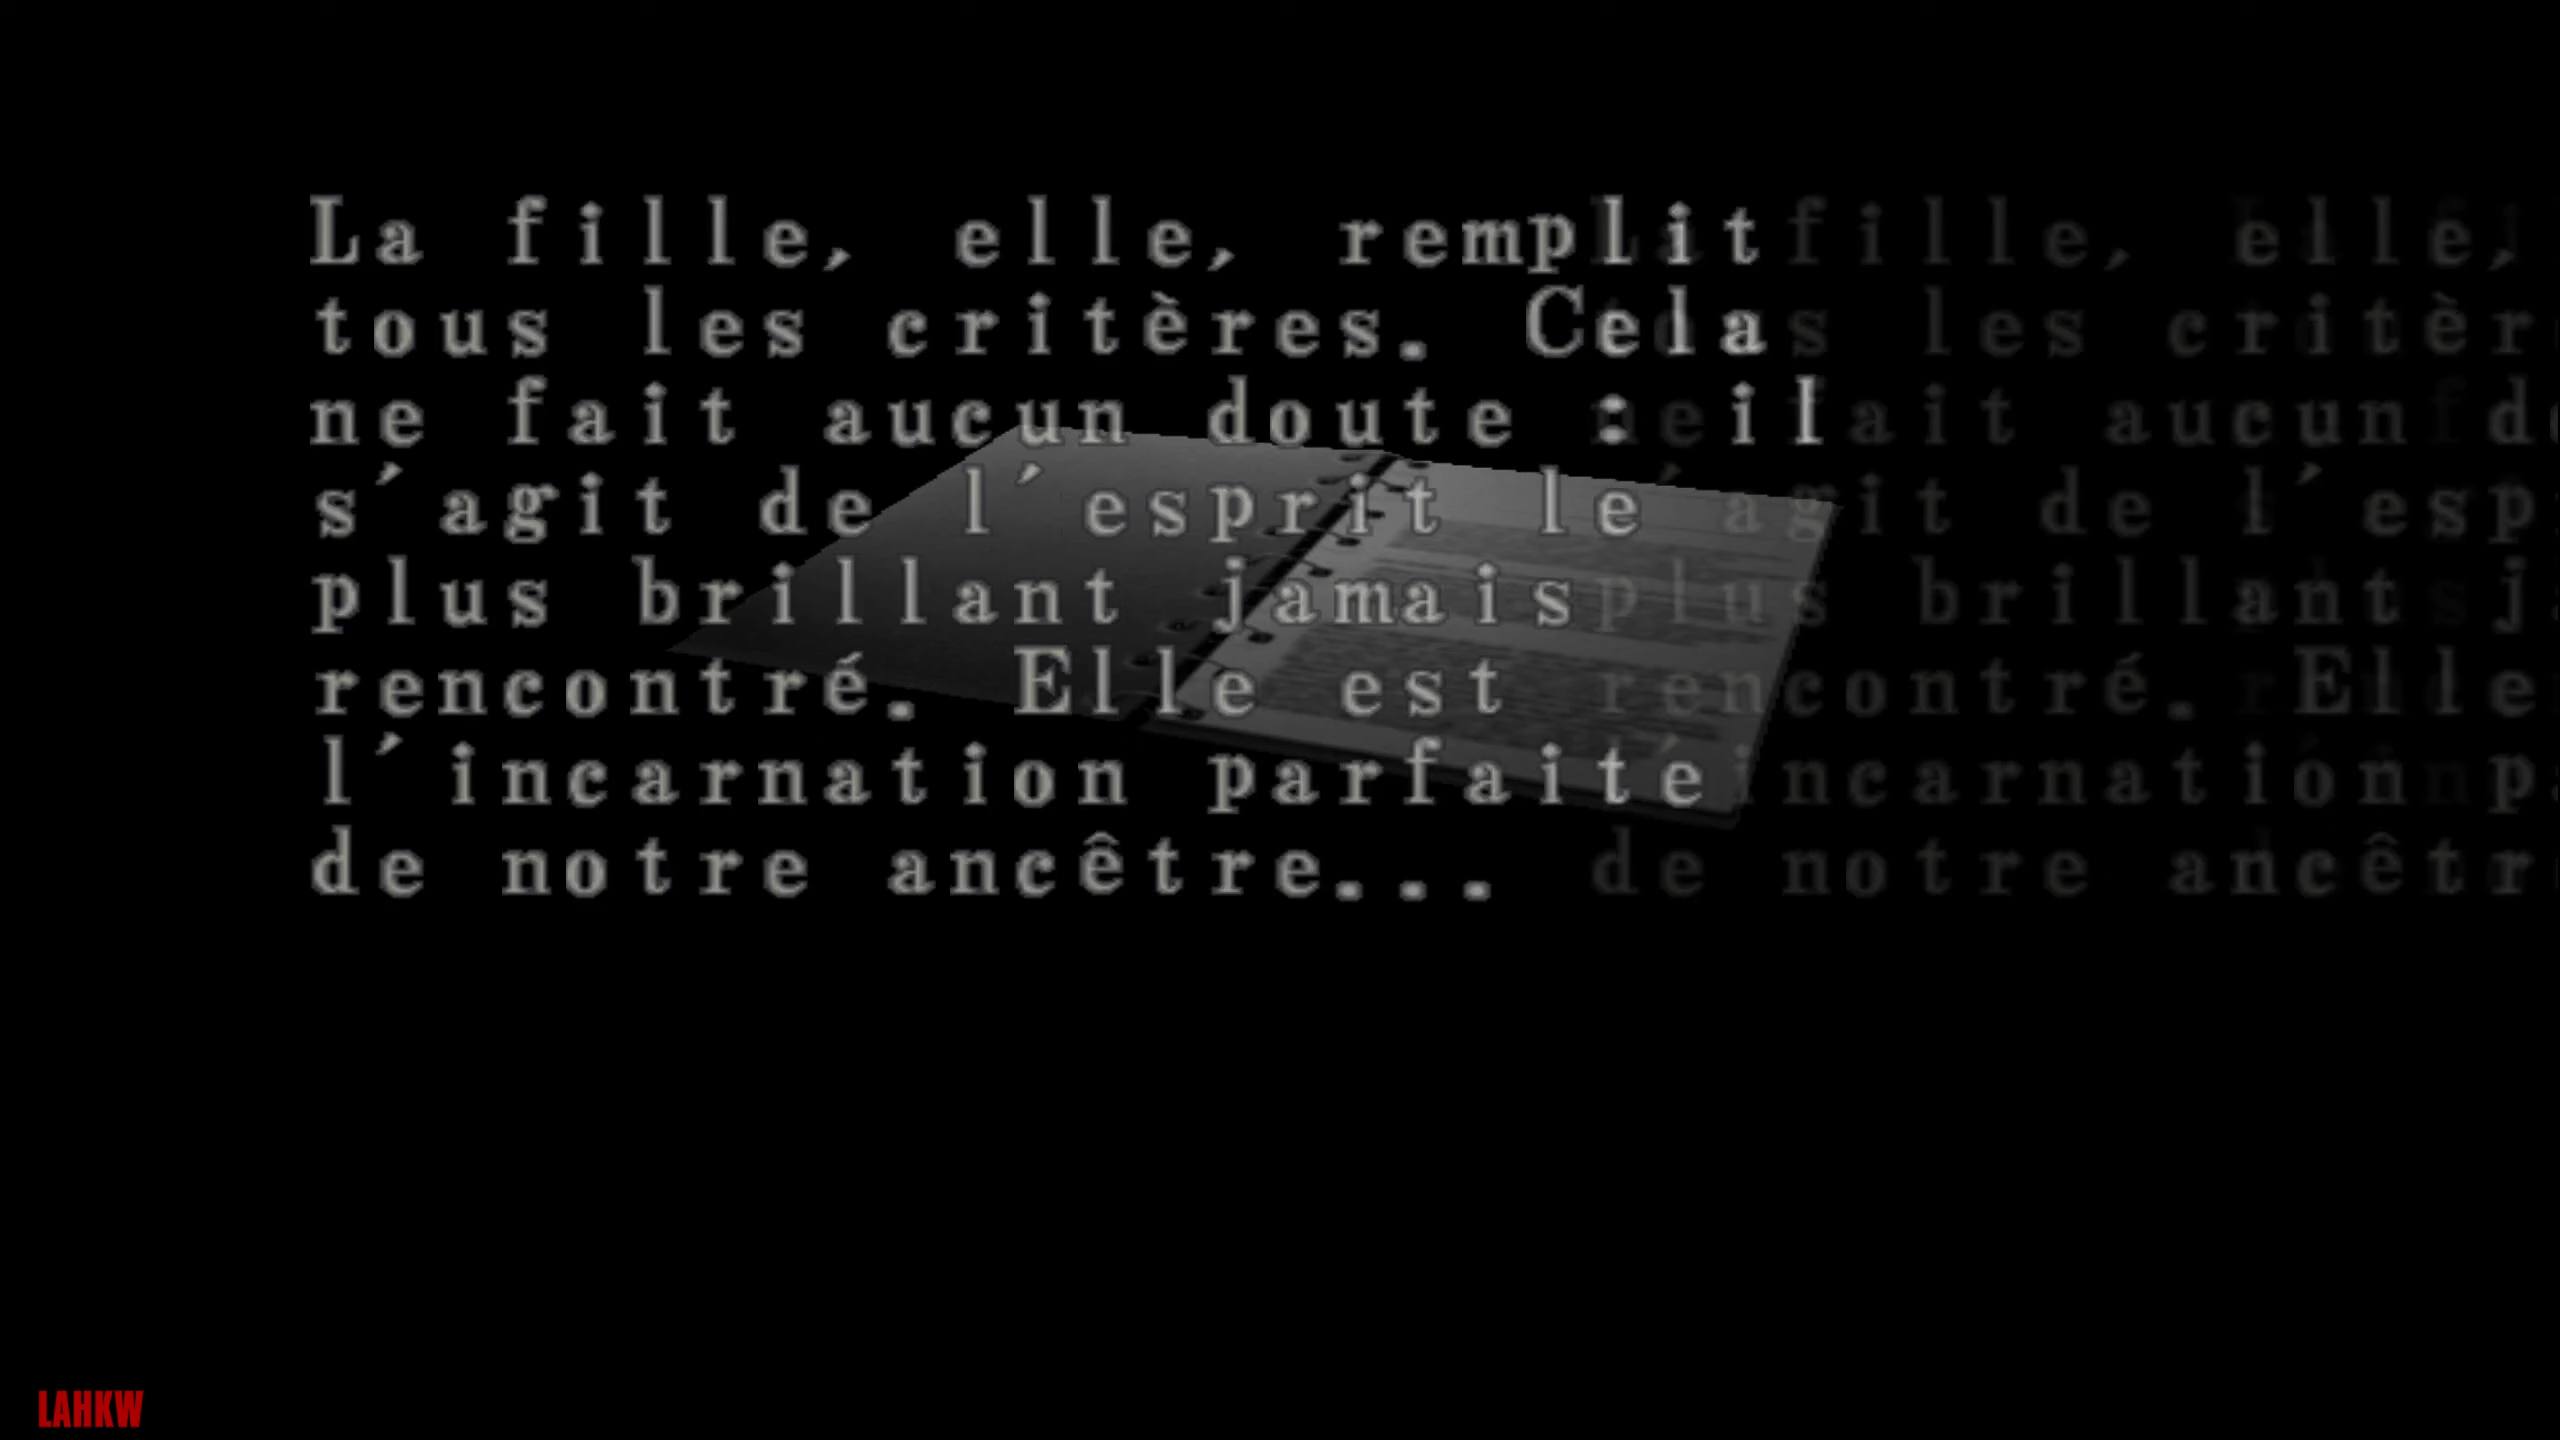 La fille, elle, remplit
tous les critères. Cela
ne fait aucun doute : il
s´agit de l´esprit le
plus brillant jamais
rencontré. Elle est
l´incarnation parfaite
de notre ancêtre...
LAHKW